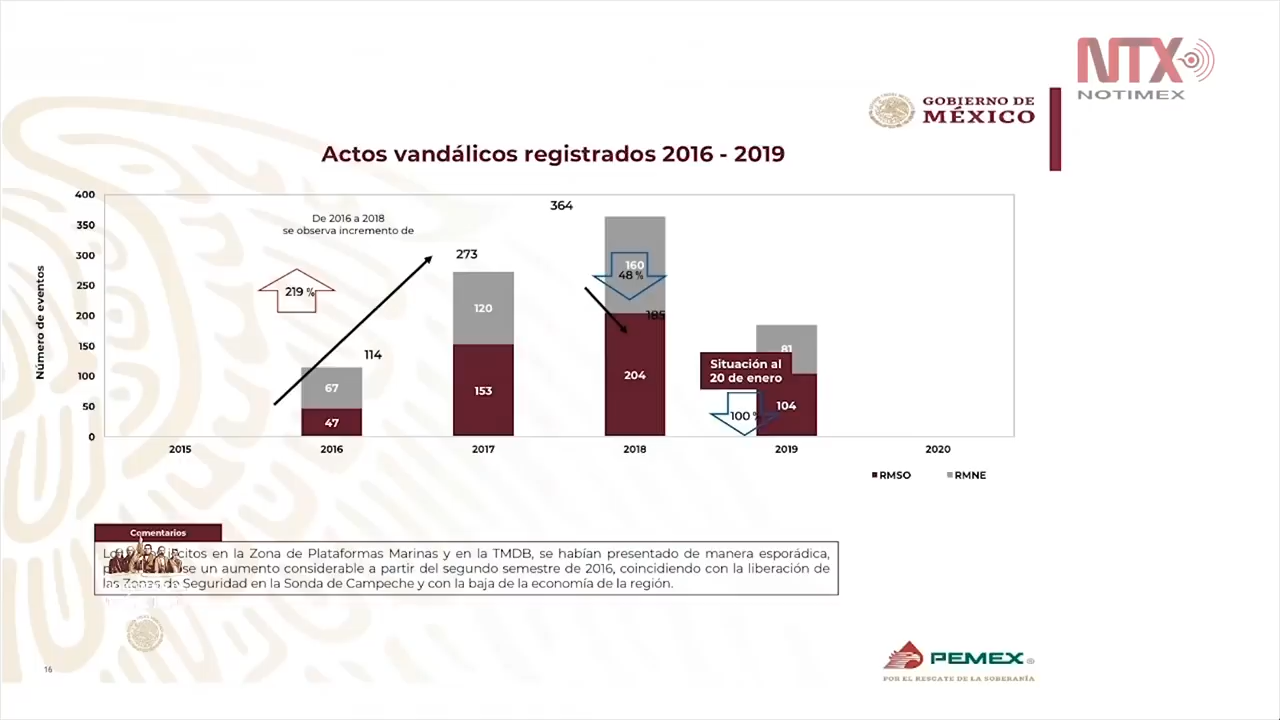 NTX
NOTIMEX
GOBIERNO DE
MÉXICO
Actos vandálicos registrados 2016 - 2019
Número de eventos
400
350
300
250
200
150
100
50
0
De 2016 a 2018
se observa incremento de
219 %
114
67
47
273
120
153
364
160
48 %
185
204
Situación al
20 de enero
100 %
81
104
2015
2016
2017
2018
2019
2020
RMSO
RMNE
Comentarios
en la Zona de Plataformas Marinas y en la TMDB, se habían presentado de manera esporádica,
un aumento considerable a partir del segundo semestre de 2016, coincidiendo con la liberación de
las Zonas de Seguridad en la Sonda de Campeche y con la baja de la economía de la región.
16
PEMEX
POR EL RESCATE DE LA SOBERANÍA